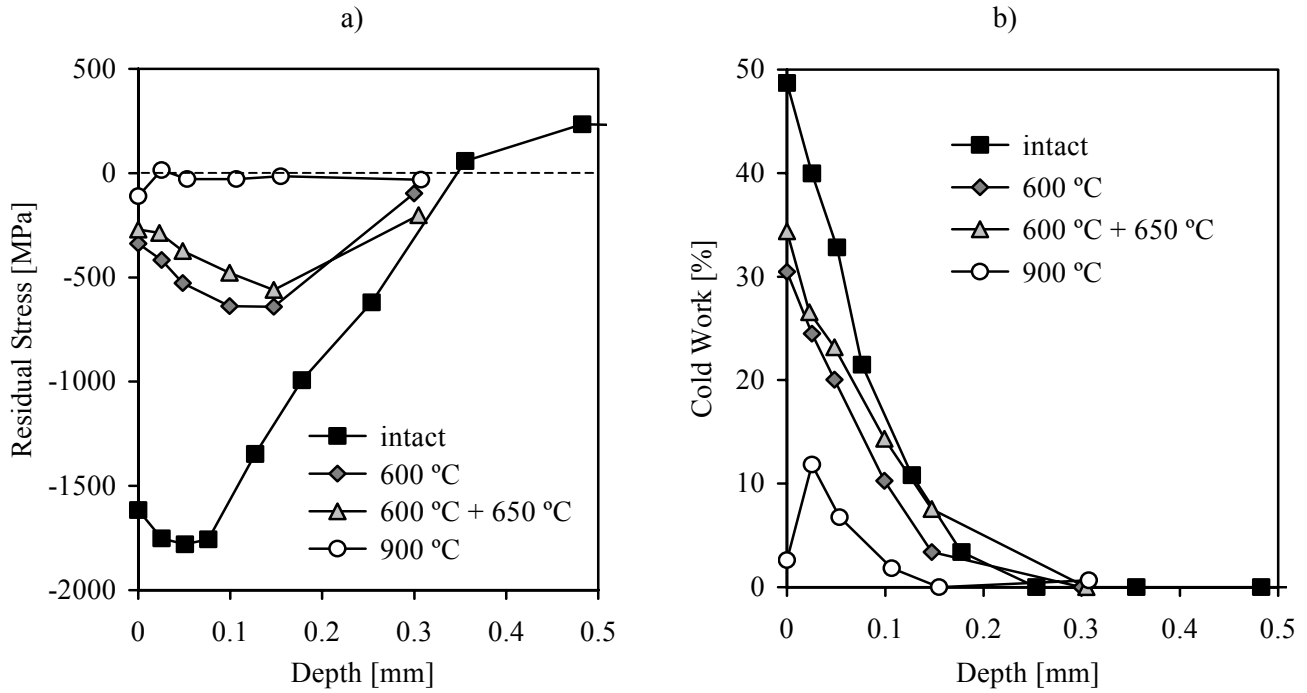 a)
500
0
-500
-1000
-1500
-2000
Residual Stress [MPa]
intact
600 ºC
600 ºC + 650 ºC
900 ºC
0
0.1
0.2
0.3
0.4
0.5
Depth [mm]
b)
50
40
30
20
10
0
Cold Work [%]
intact
600 ºC
600 ºC + 650 ºC
900 ºC
0
0.1
0.2
0.3
0.4
0.5
Depth [mm]